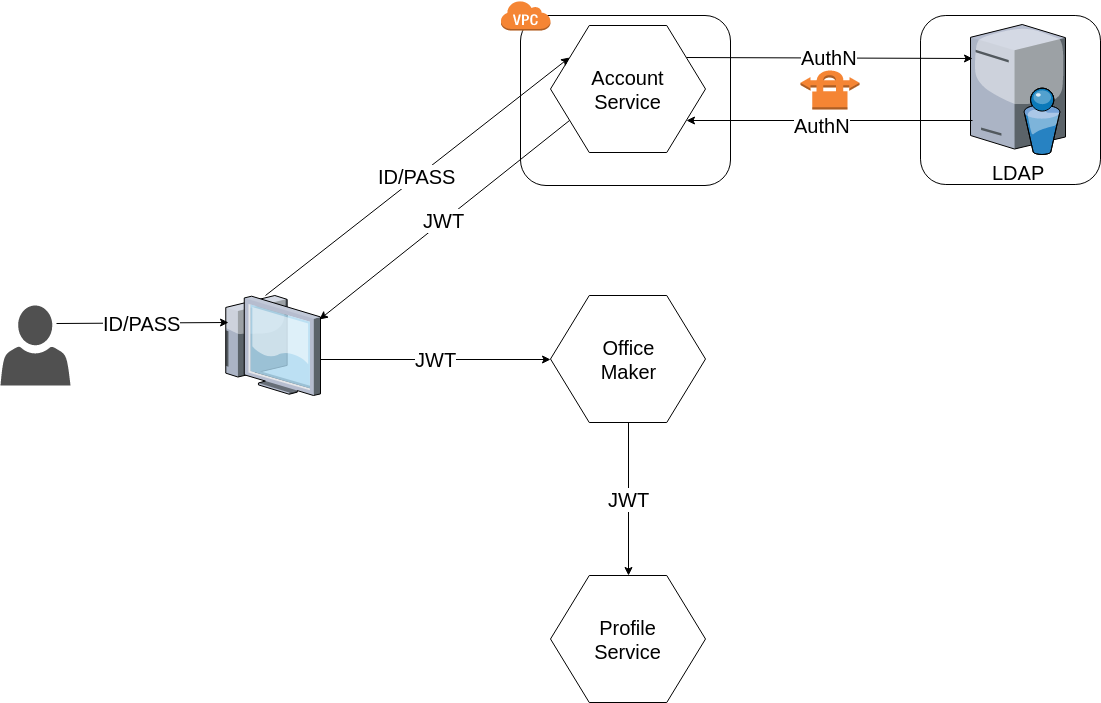 VPC
Account
Service
AuthN
AuthN
LDAP
ID/PASS
JWT
ID/PASS
JWT
Office
Maker
JWT
Profile
Service